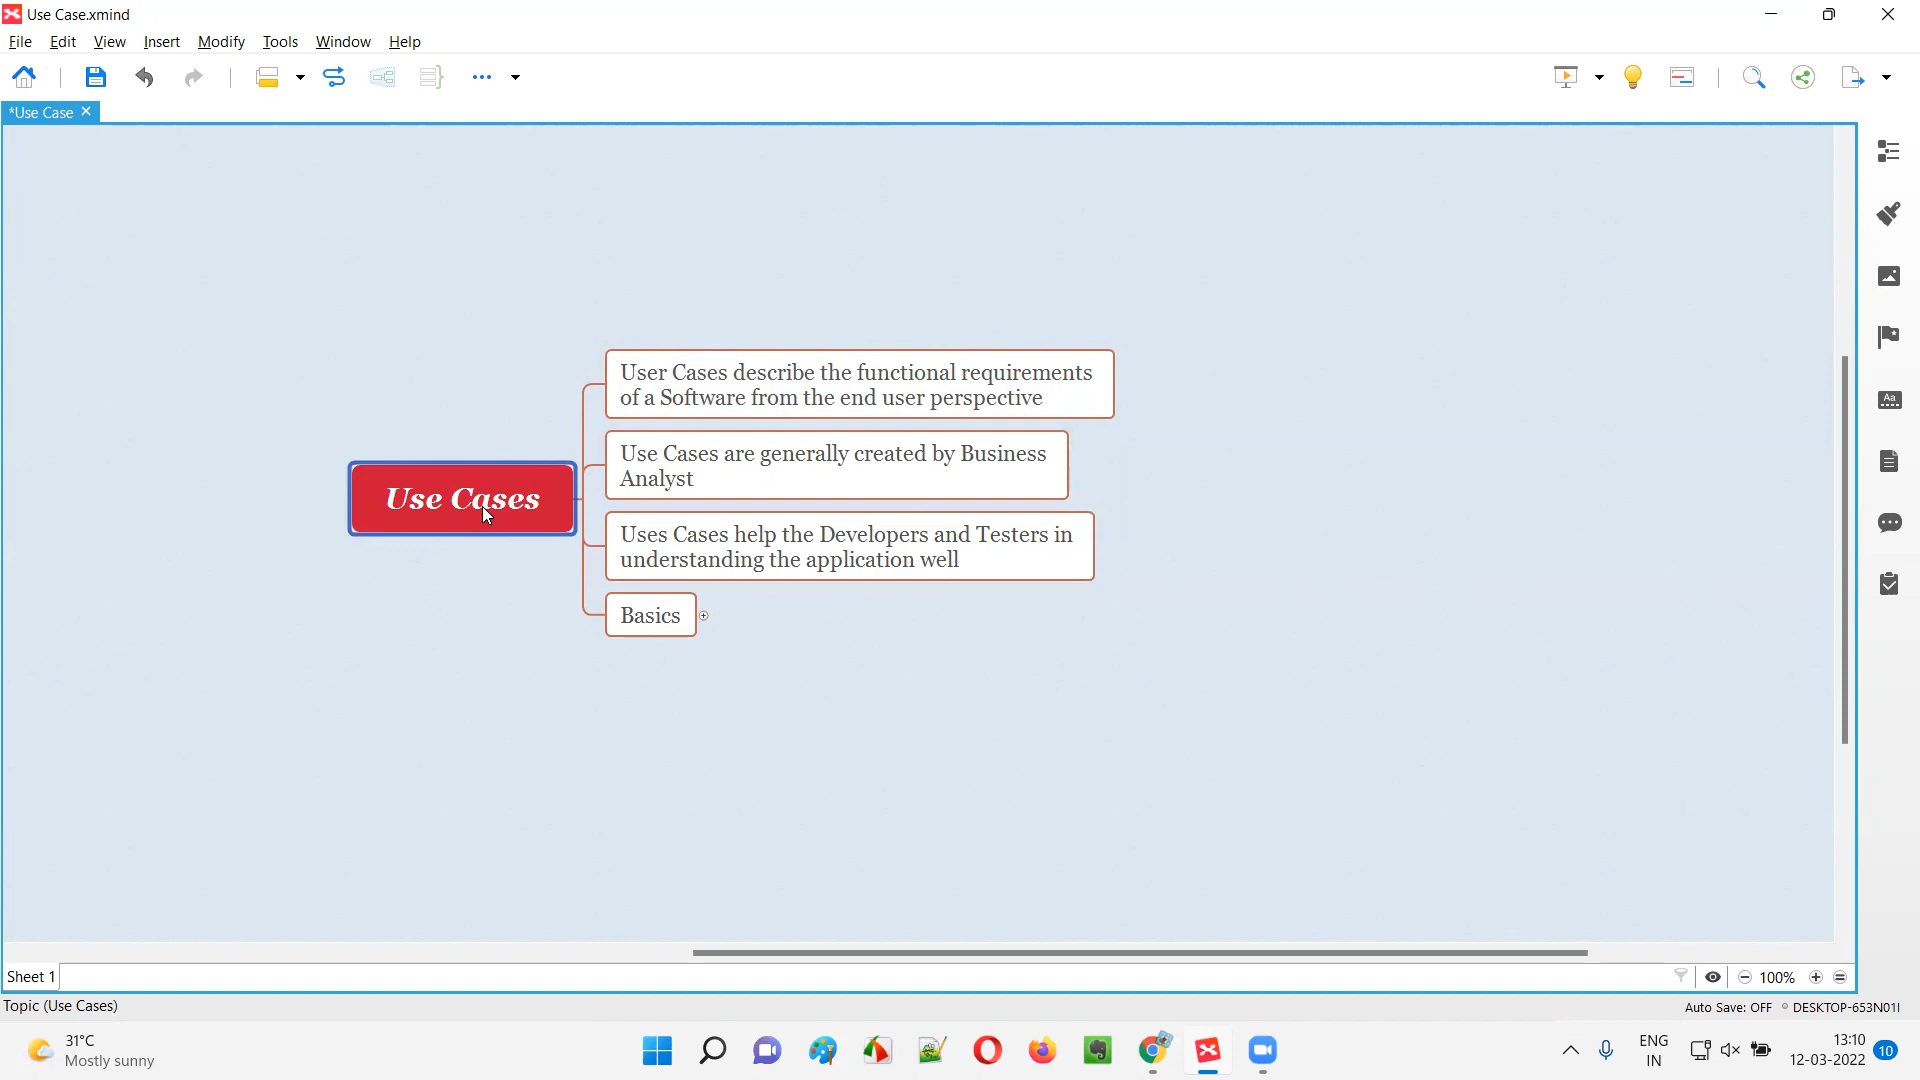 Use Case.xmind
File Edit View Insert Modify Tools Window Help
*Use Case
User Cases describe the functional requirements
of a Software from the end user perspective
Use Cases are generally created by Business
Analyst
Use Cases
Uses Cases help the Developers and Testers in
understanding the application well
Basics
Aa
Sheet 1
100%
Topic (Use Cases)
Auto Save: OFF DESKTOP-653N01I
31°C
Mostly sunny
ENG
IN
13:10
12-03-2022
10